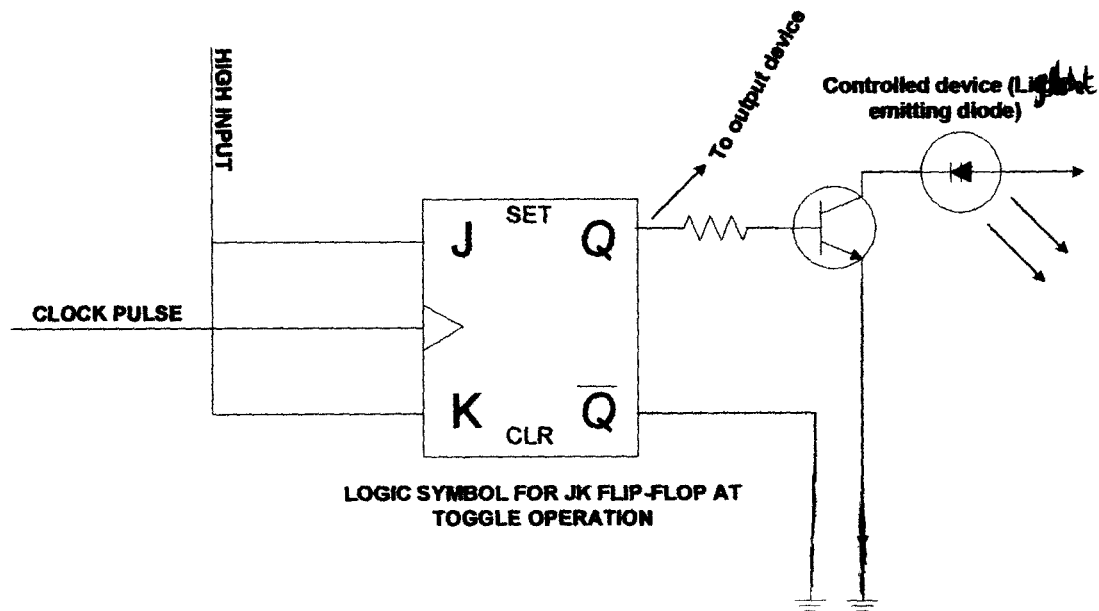 HIGH INPUT
To output device
Controlled device (Light
emitting diode)
SET
J
Q
CLOCK PULSE
K
Q̅
CLR
LOGIC SYMBOL FOR JK FLIP-FLOP AT
TOGGLE OPERATION